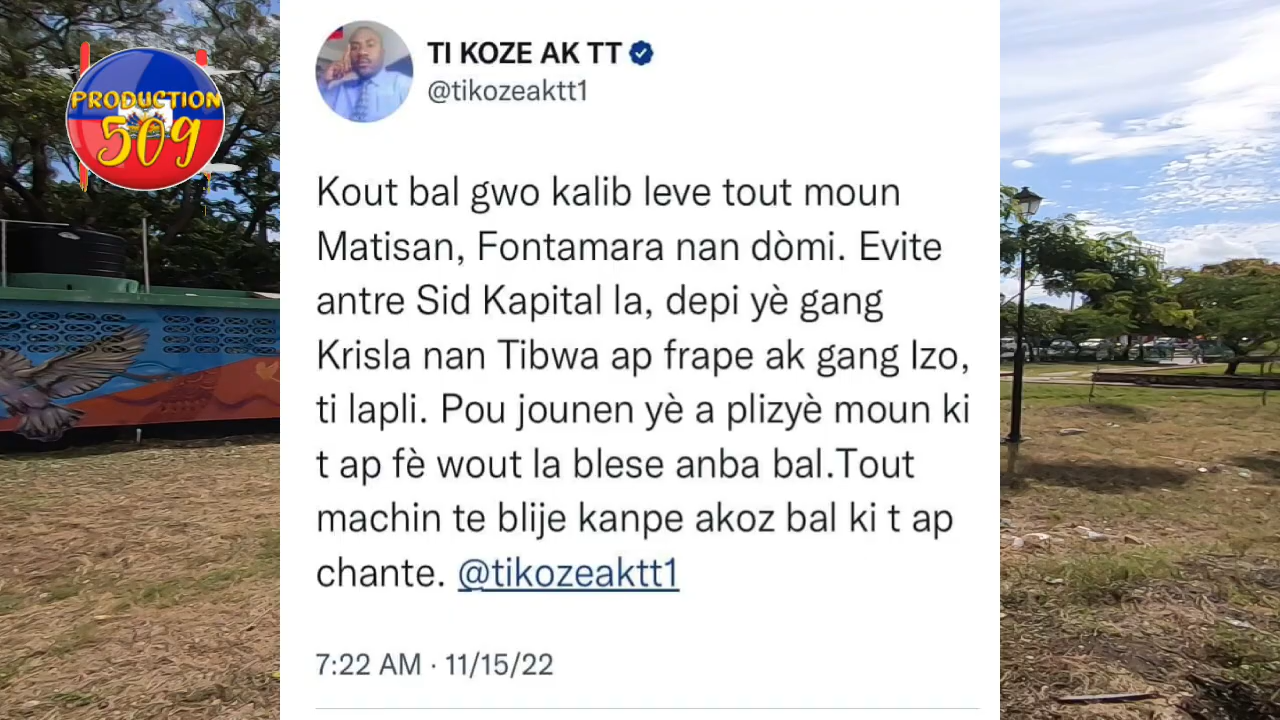 PRODUCTION
509
TI KOZE AK TT
@tikozeaktt1
Kout bal gwo kalib leve tout moun
Matisan, Fontamara nan dòmi. Evite
antre Sid Kapital la, depi yè gang
Krisla nan Tibwa ap frape ak gang Izo,
ti lapli. Pou jounen yè a plizyè moun ki
t ap fè wout la blese anba bal.Tout
machin te blije kanpe akoz bal ki t ap
chante. @tikozeaktt1
7:22 AM · 11/15/22